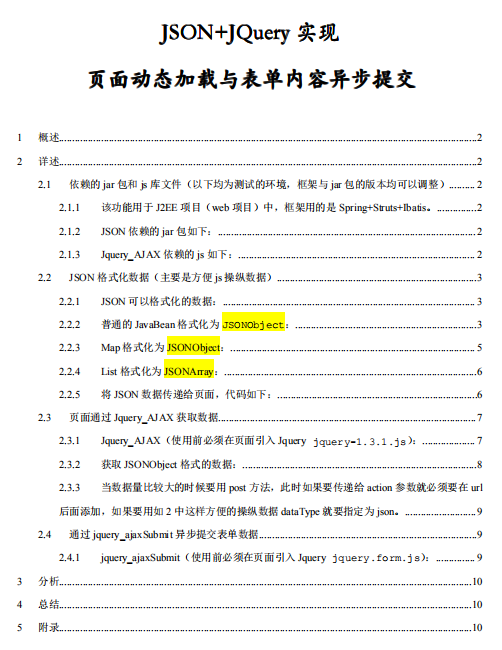 JSON+JQuery 实现
页面动态加载与表单内容异步提交
1 概述......2
2 详述......2
2.1 依赖的 jar 包和 js 库文件（以下均为测试的环境，框架与 jar 包的版本均可以调整）......2
2.1.1 该功能用于 J2EE 项目（web 项目）中，框架用的是 Spring+Struts+Ibatis。......2
2.1.2 JSON 依赖的 jar 包如下：......2
2.1.3 Jquery_AJAX 依赖的 js 如下：......2
2.2 JSON 格式化数据（主要是方便 js 操纵数据）......3
2.2.1 JSON 可以格式化的数据：......3
2.2.2 普通的 JavaBean 格式化为 JSONObject：......3
2.2.3 Map 格式化为 JSONObject：......5
2.2.4 List 格式化为 JSONArray：......6
2.2.5 将 JSON 数据传递给页面，代码如下：......6
2.3 页面通过 Jquery_AJAX 获取数据......7
2.3.1 Jquery_AJAX（使用前必须在页面引入 Jquery jquery-1.3.1.js）：......7
2.3.2 获取 JSONObject 格式的数据：......8
2.3.3 当数据量比较大的时候要用 post 方法，此时如果要传递给 action 参数就必须要在 url
后面添加，如果要用如 2 中这样方便的操纵数据 dataType 就要指定为 json。......9
2.4 通过 jquery_ajaxSubmit 异步提交表单数据......9
2.4.1 jquery_ajaxSubmit（使用前必须在页面引入 Jquery jquery.form.js）：......9
3 分析......10
4 总结......10
5 附录......10